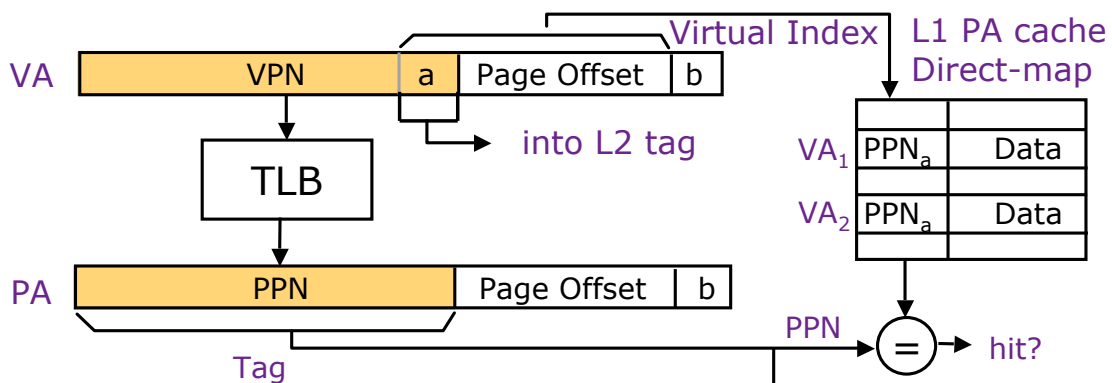 Virtual Index
L1 PA cache
Direct-map
VA
VPN
a
Page Offset
b
into L2 tag
TLB
VA1
PPNa
Data
VA2
PPNa
Data
PA
PPN
Page Offset
b
Tag
PPN
=
hit?